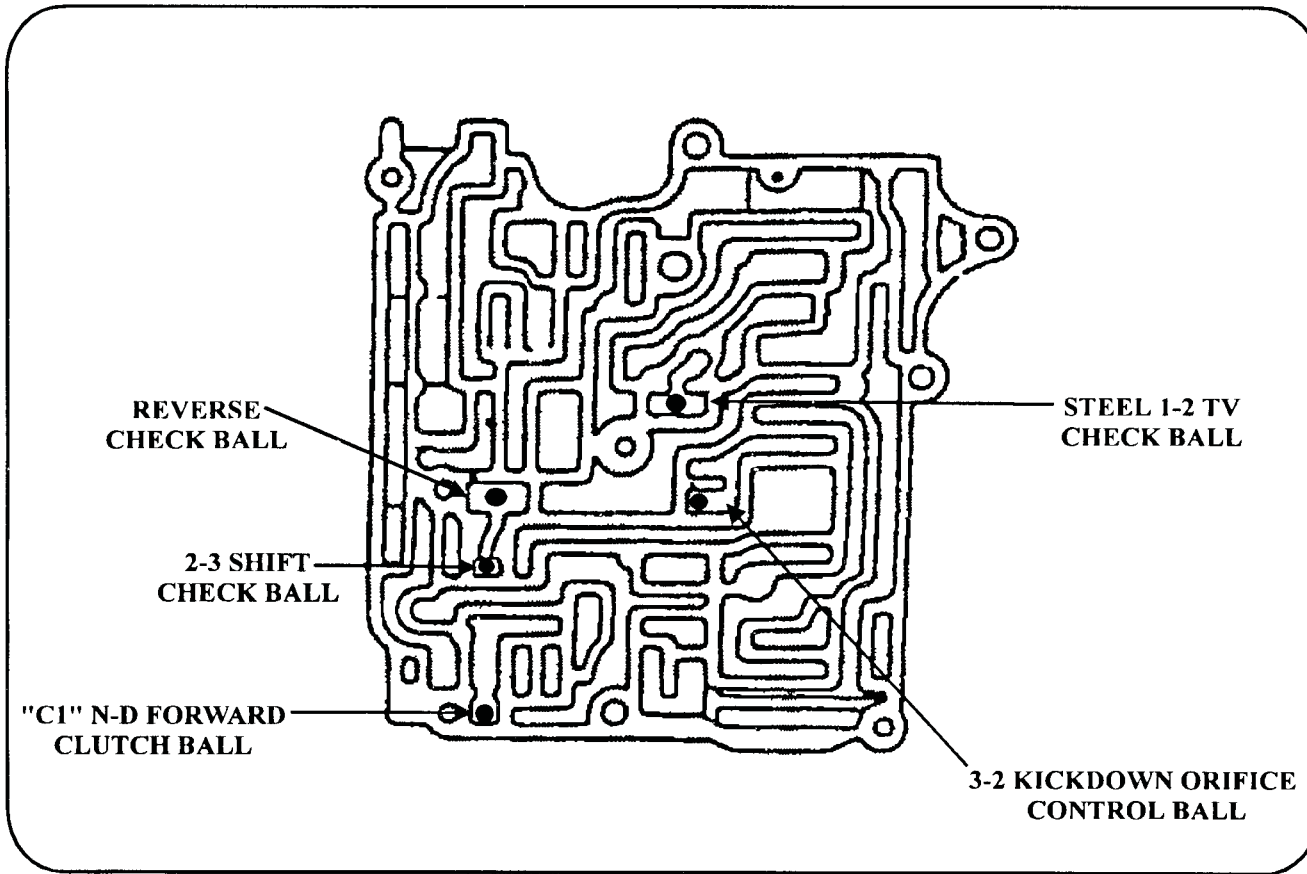 REVERSE
CHECK BALL
STEEL 1-2 TV
CHECK BALL
2-3 SHIFT
CHECK BALL
"C1" N-D FORWARD
CLUTCH BALL
3-2 KICKDOWN ORIFICE
CONTROL BALL